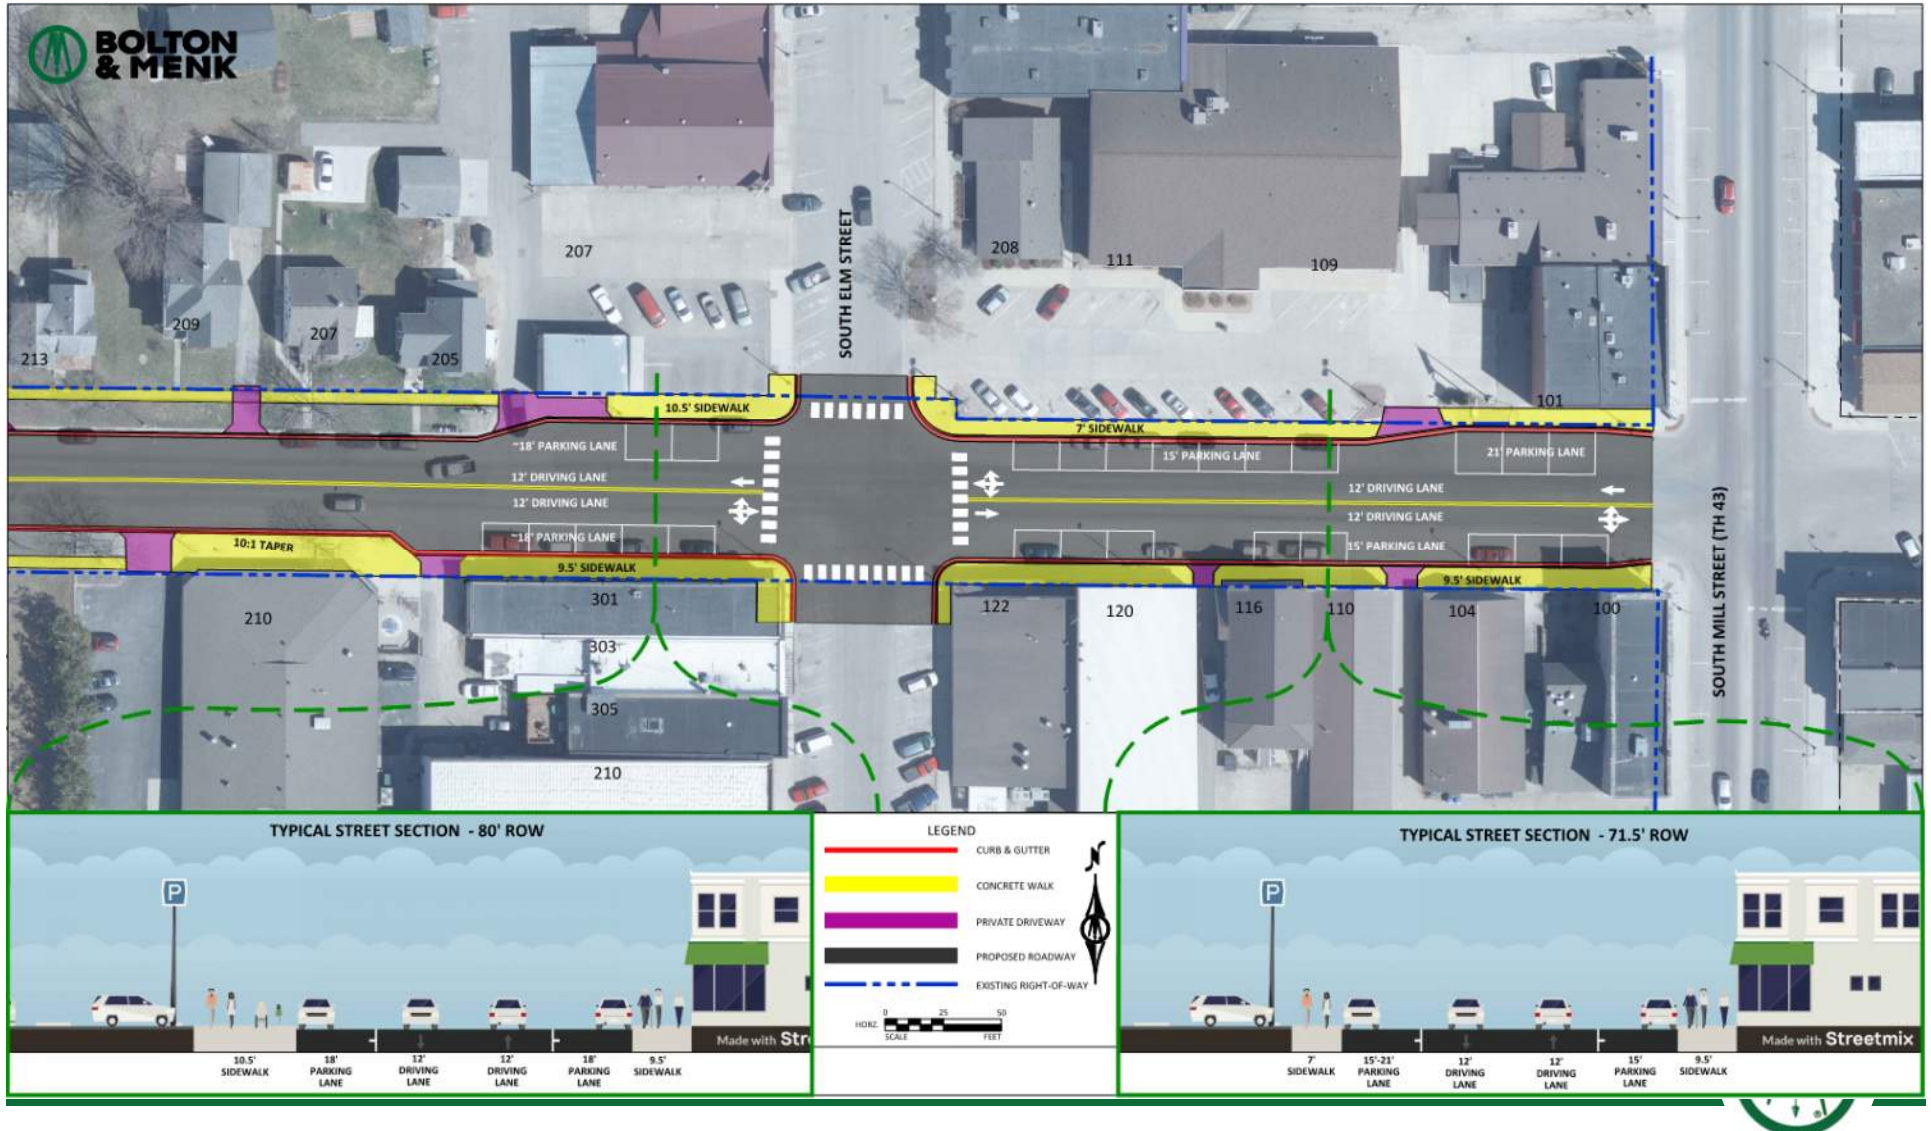 BOLTON
& MENK
SOUTH ELM STREET
SOUTH MILL STREET (TH 43)
207
208
111
109
209
207
205
213
101
10.5' SIDEWALK
7' SIDEWALK
~18' PARKING LANE
15' PARKING LANE
21' PARKING LANE
12' DRIVING LANE
12' DRIVING LANE
12' DRIVING LANE
12' DRIVING LANE
~18' PARKING LANE
15' PARKING LANE
10:1 TAPER
9.5' SIDEWALK
9.5' SIDEWALK
210
301
303
305
210
122
120
116
110
104
100
TYPICAL STREET SECTION - 80' ROW
P
Made with Str
10.5'
SIDEWALK
18'
PARKING
LANE
12'
DRIVING
LANE
12'
DRIVING
LANE
18'
PARKING
LANE
9.5'
SIDEWALK
LEGEND
CURB & GUTTER
CONCRETE WALK
PRIVATE DRIVEWAY
PROPOSED ROADWAY
EXISTING RIGHT-OF-WAY
N
HORZ.
0 25 50
SCALE FEET
TYPICAL STREET SECTION - 71.5' ROW
P
Made with Streetmix
7'
SIDEWALK
15'-21'
PARKING
LANE
12'
DRIVING
LANE
12'
DRIVING
LANE
15'
PARKING
LANE
9.5'
SIDEWALK